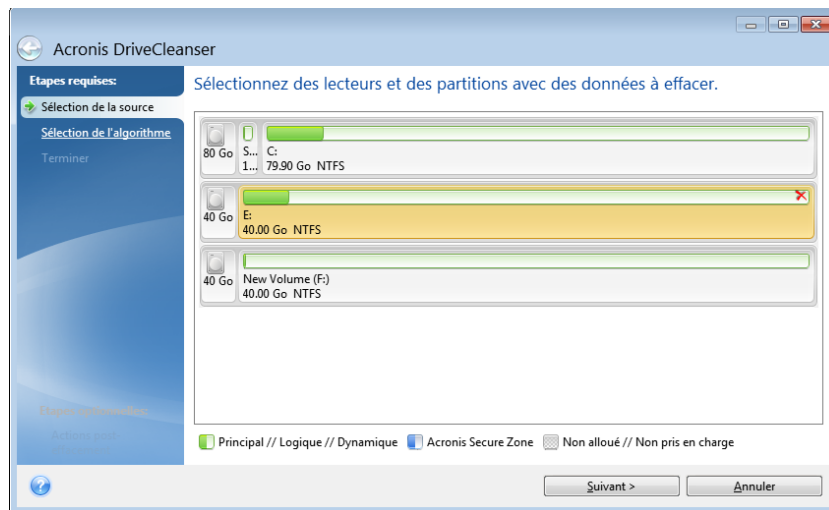 Acronis DriveCleanser
Etapes requises:
Sélection de la source
Sélection de l'algorithme
Terminer
Sélectionnez des lecteurs et des partitions avec des données à effacer.
80 Go
S...
1...
C:
79.90 Go NTFS
40 Go
E:
40.00 Go NTFS
40 Go
New Volume (F:)
40.00 Go NTFS
Actions post-
Principal // Logique // Dynamique
Acronis Secure Zone
Non alloué // Non pris en charge
Suivant >
Annuler